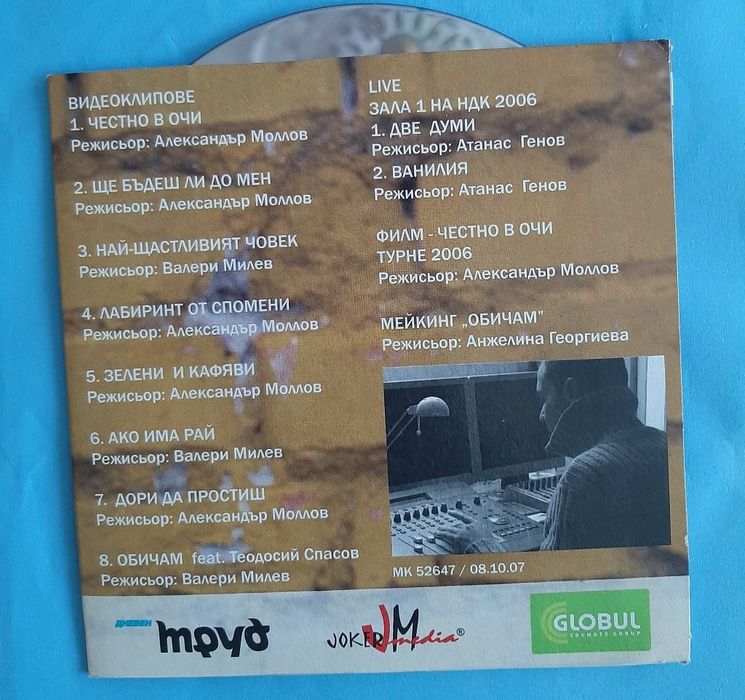 ВИДЕОКЛИПОВЕ
1. ЧЕСТНО В ОЧИ
Режисьор: Александър Моллов
2. ЩЕ БЪДЕШ ЛИ ДО МЕН
Режисьор: Александър Моллов
3. НАЙ-ЩАСТЛИВИЯТ ЧОВЕК
Режисьор: Валери Милев
4. ЛАБИРИНТ ОТ СПОМЕНИ
Режисьор: Александър Моллов
5. ЗЕЛЕНИ И КАФЯВИ
Режисьор: Александър Моллов
6. АКО ИМА РАЙ
Режисьор: Валери Милев
7. ДОРИ ДА ПРОСТИШ
Режисьор: Александър Моллов
8. ОБИЧАМ feat. Теодосий Спасов
Режисьор: Валери Милев
LIVE
ЗАЛА 1 НА НДК 2006
1. ДВЕ ДУМИ
Режисьор: Атанас Генов
2. ВАНИЛИЯ
Режисьор: Атанас Генов
ФИЛМ - ЧЕСТНО В ОЧИ
ТУРНЕ 2006
Режисьор: Александър Моллов
МЕЙКИНГ „ОБИЧАМ”
Режисьор: Анжелина Георгиева
МК 52647 / 08.10.07
ДНЕВЕН
труд
JOKER JM media®
GLOBUL
COSMOTE GROUP